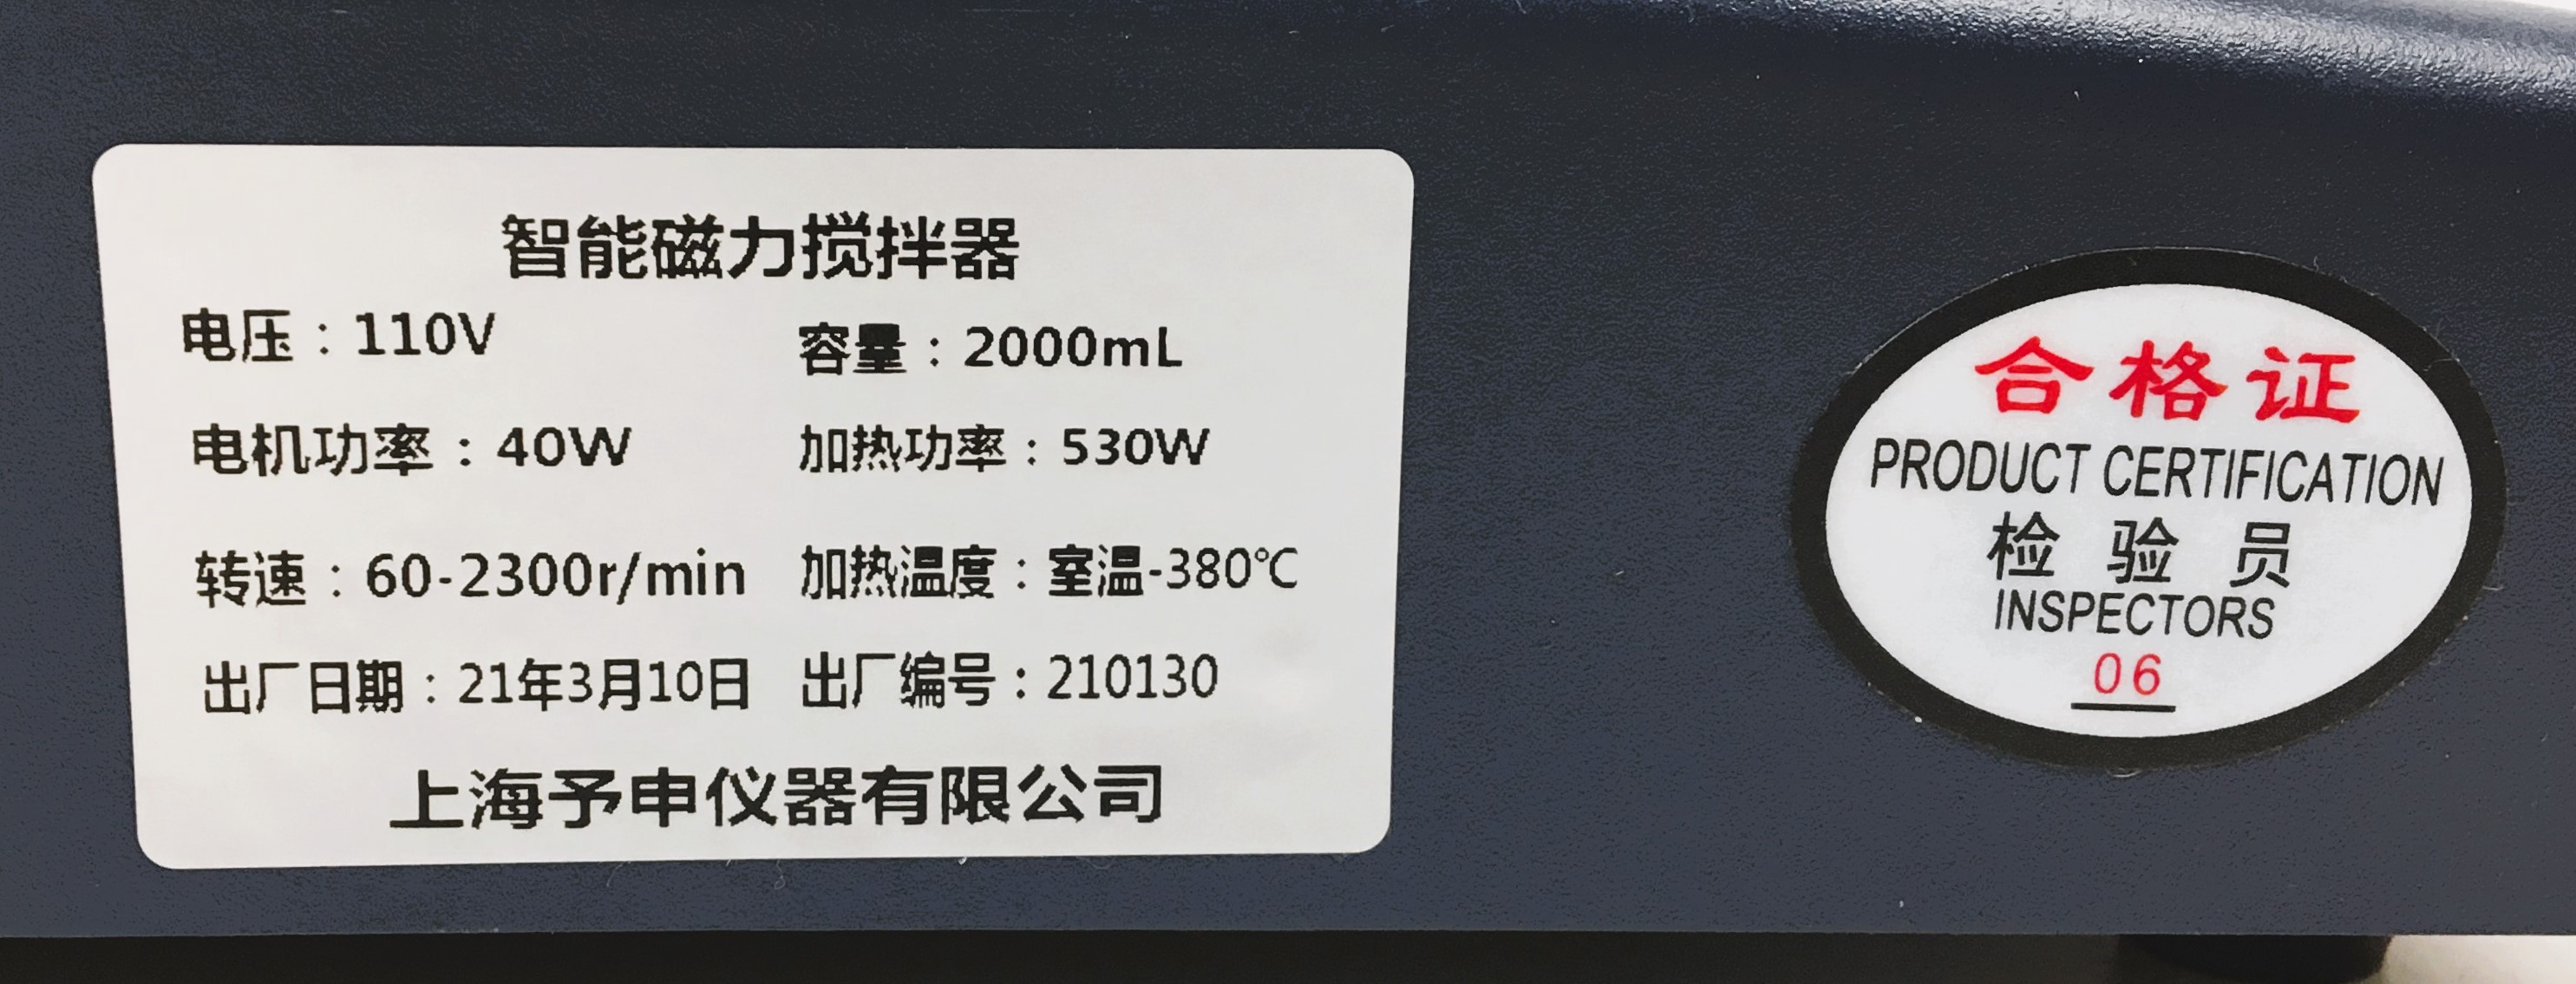 智能磁力搅拌器
电压：110V 容量：2000mL
电机功率：40W 加热功率：530W
转速：60-2300r/min 加热温度：室温-380℃
出厂日期：21年3月10日 出厂编号：210130
上海予申仪器有限公司
合格证
PRODUCT CERTIFICATION
检验员
INSPECTORS
06